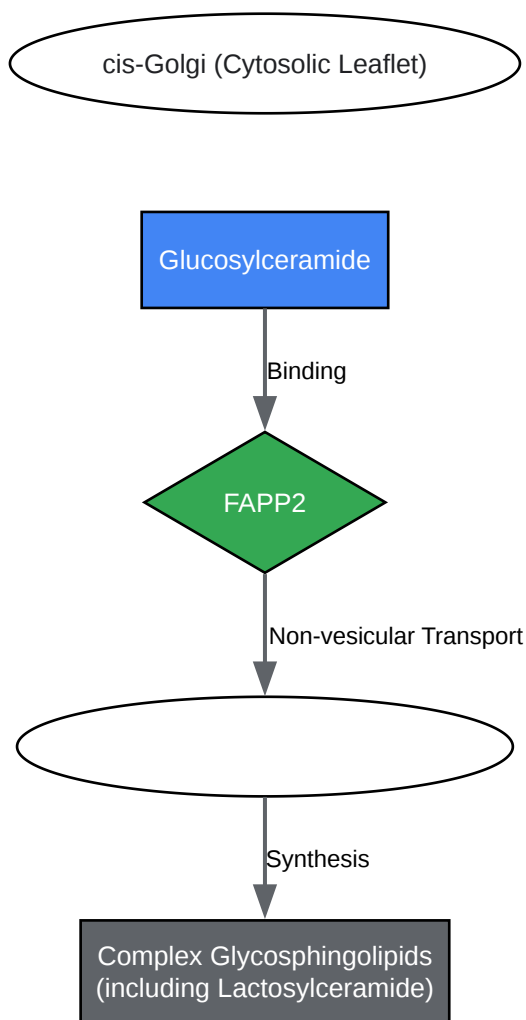 cis-Golgi (Cytosolic Leaflet)
Glucosylceramide
Binding
FAPP2
Non-vesicular Transport
Synthesis
Complex Glycosphingolipids
(including Lactosylceramide)